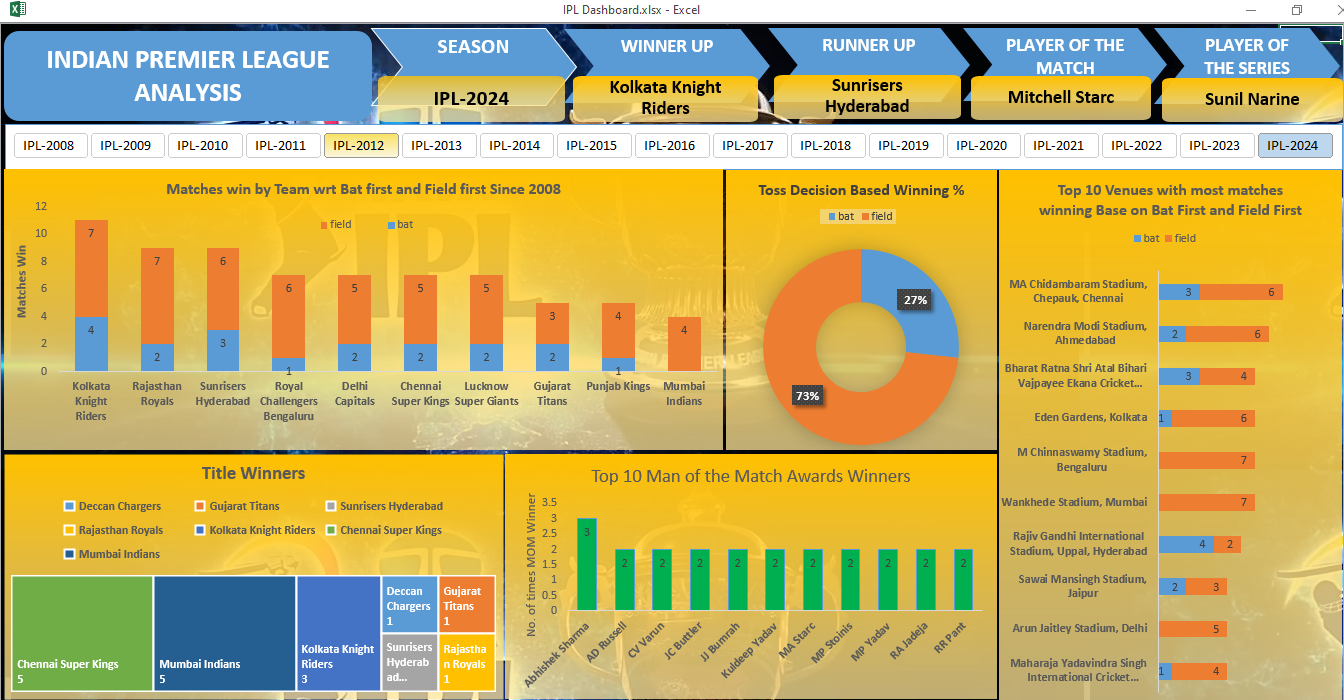 IPL Dashboard.xlsx - Excel
INDIAN PREMIER LEAGUE
ANALYSIS
SEASON
IPL-2024
WINNER UP
Kolkata Knight
Riders
RUNNER UP
Sunrisers
Hyderabad
PLAYER OF THE
MATCH
Mitchell Starc
PLAYER OF
THE SERIES
Sunil Narine
IPL-2008
IPL-2009
IPL-2010
IPL-2011
IPL-2012
IPL-2013
IPL-2014
IPL-2015
IPL-2016
IPL-2017
IPL-2018
IPL-2019
IPL-2020
IPL-2021
IPL-2022
IPL-2023
IPL-2024
Matches win by Team wrt Bat first and Field first Since 2008
field
bat
Matches Win
12
10
8
6
4
2
0
7
4
7
2
6
3
6
1
5
2
5
2
5
2
3
2
4
1
4
Kolkata
Knight
Riders
Rajasthan
Royals
Sunrisers
Hyderabad
Royal
Challengers
Bengaluru
Delhi
Capitals
Chennai
Super Kings
Lucknow
Super Giants
Gujarat
Titans
Punjab Kings
Mumbai
Indians
Toss Decision Based Winning %
bat
field
27%
73%
Top 10 Venues with most matches
winning Base on Bat First and Field First
bat
field
MA Chidambaram Stadium,
Chepauk, Chennai
3
6
Narendra Modi Stadium,
Ahmedabad
2
6
Bharat Ratna Shri Atal Bihari
Vajpayee Ekana Cricket...
3
4
Eden Gardens, Kolkata
1
6
M Chinnaswamy Stadium,
Bengaluru
7
Wankhede Stadium, Mumbai
7
Rajiv Gandhi International
Stadium, Uppal, Hyderabad
4
2
Sawai Mansingh Stadium,
Jaipur
2
3
Arun Jaitley Stadium, Delhi
5
Maharaja Yadavindra Singh
International Cricket...
1
4
Title Winners
Deccan Chargers
Gujarat Titans
Sunrisers Hyderabad
Rajasthan Royals
Kolkata Knight Riders
Chennai Super Kings
Mumbai Indians
Chennai Super Kings
5
Mumbai Indians
5
Kolkata Knight
Riders
3
Deccan
Chargers
1
Gujarat
Titans
1
Sunrisers
Hyderab
ad...
Rajastha
n Royals
1
Top 10 Man of the Match Awards Winners
No. of times MOM Winner
3.5
3
2.5
2
1.5
1
0.5
0
3
2
2
2
2
2
2
2
2
2
2
Abhishek Sharma
AD Russell
CV Varun
JC Buttler
JJ Bumrah
Kuldeep Yadav
MA Starc
MP Stoinis
MP Yadav
RA Jadeja
RR Pant